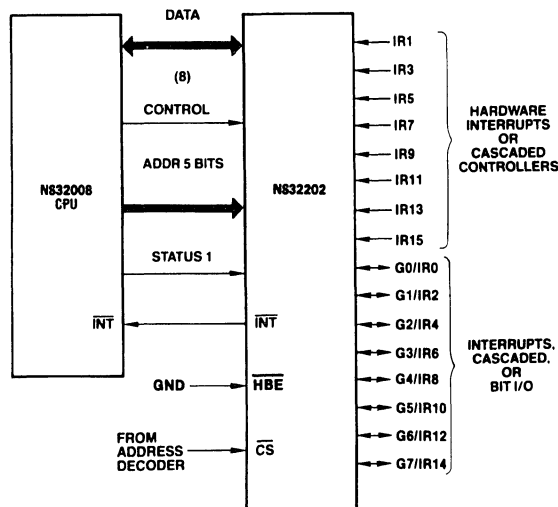 DATA
(8)
CONTROL
ADDR 5 BITS
NS32008
CPU
NS32202
STATUS 1
INT
INT
GND
HBE
FROM
ADDRESS
DECODER
CS
IR1
IR3
IR5
IR7
IR9
IR11
IR13
IR15
HARDWARE
INTERRUPTS
OR
CASCADED
CONTROLLERS
G0/IR0
G1/IR2
G2/IR4
G3/IR6
G4/IR8
G5/IR10
G6/IR12
G7/IR14
INTERRUPTS,
CASCADED,
OR
BIT I/O